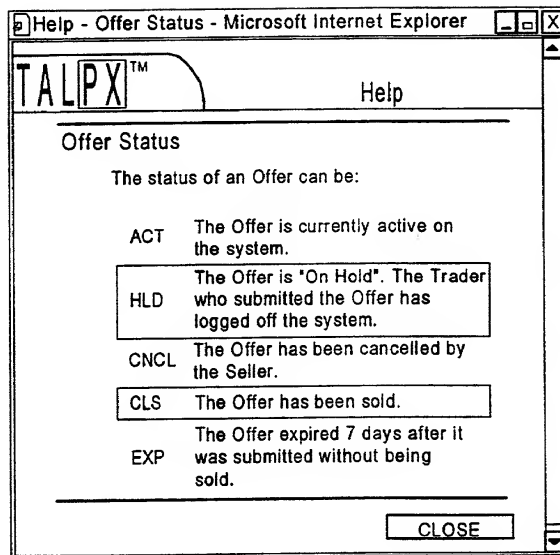 Help - Offer Status - Microsoft Internet Explorer
TALPX™
Help
Offer Status
The status of an Offer can be:
ACT The Offer is currently active on
the system.
The Offer is "On Hold". The Trader
HLD who submitted the Offer has
logged off the system.
CNCL The Offer has been cancelled by
the Seller.
CLS The Offer has been sold.
The Offer expired 7 days after it
EXP was submitted without being
sold.
CLOSE